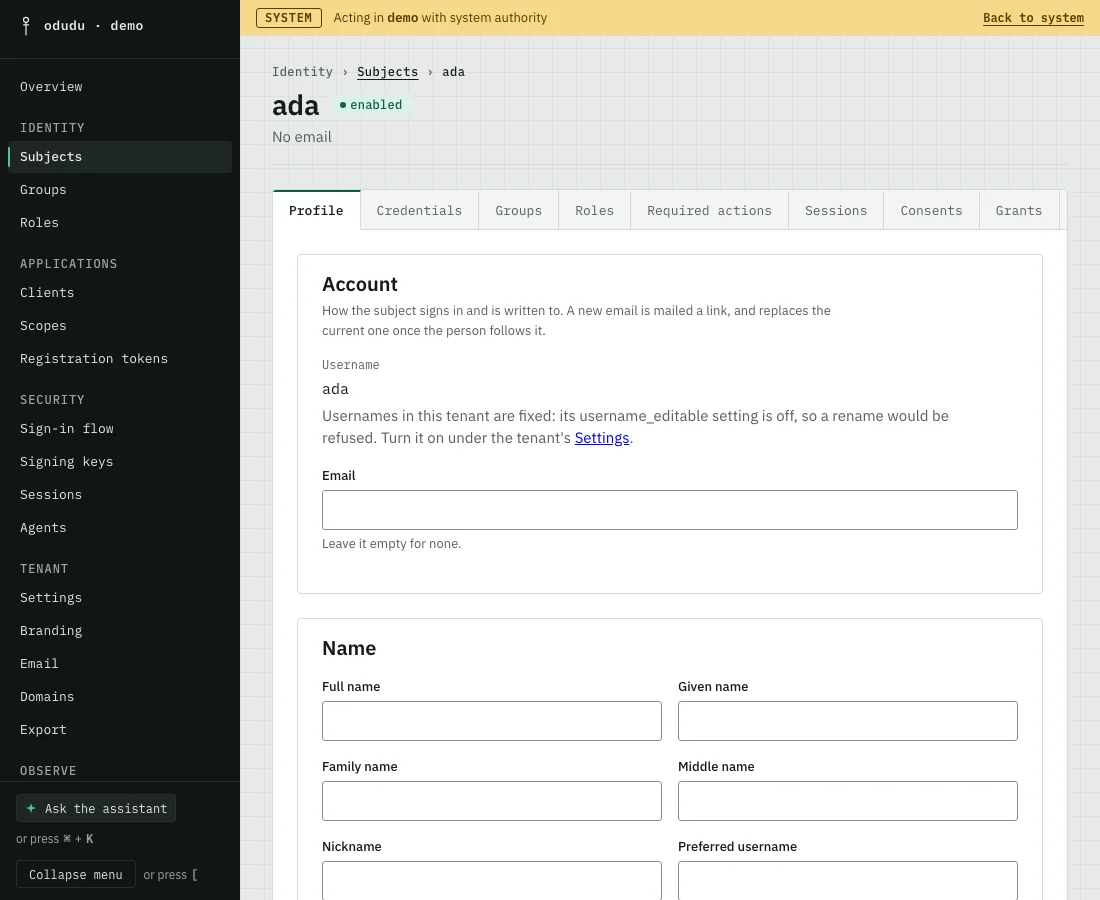 odudu · demo
Overview
IDENTITY
Subjects
Groups
Roles
APPLICATIONS
Clients
Scopes
Registration tokens
SECURITY
Sign-in flow
Signing keys
Sessions
Agents
TENANT
Settings
Branding
Email
Domains
Export
OBSERVE
Ask the assistant
or press ⌘ + K
Collapse menu or press [
SYSTEM Acting in demo with system authority Back to system
Identity › Subjects › ada
ada enabled
No email
Profile Credentials Groups Roles Required actions Sessions Consents Grants
Account
How the subject signs in and is written to. A new email is mailed a link, and replaces the
current one once the person follows it.
Username
ada
Usernames in this tenant are fixed: its username_editable setting is off, so a rename would be
refused. Turn it on under the tenant's Settings.
Email
Leave it empty for none.
Name
Full name Given name
Family name Middle name
Nickname Preferred username